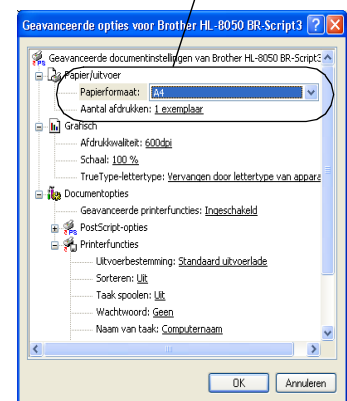 Geavanceerde opties voor Brother HL-8050 BR-Script3
Geavanceerde documentinstellingen van Brother HL-8050 BR-Script3
Papier/uitvoer
Papierformaat: A4
Aantal afdrukken: 1 exemplaar
Grafisch
Afdrukkwaliteit: 600dpi
Schaal: 100 %
TrueType-lettertype: Vervangen door lettertype van appara
Documentopties
Geavanceerde printerfuncties: Ingeschakeld
PostScript-opties
Printerfuncties
Uitvoerbestemming: Standaard uitvoerlade
Sorteren: Uit
Taak spoolen: Uit
Wachtwoord: Geen
Naam van taak: Computernaam
OK Annuleren